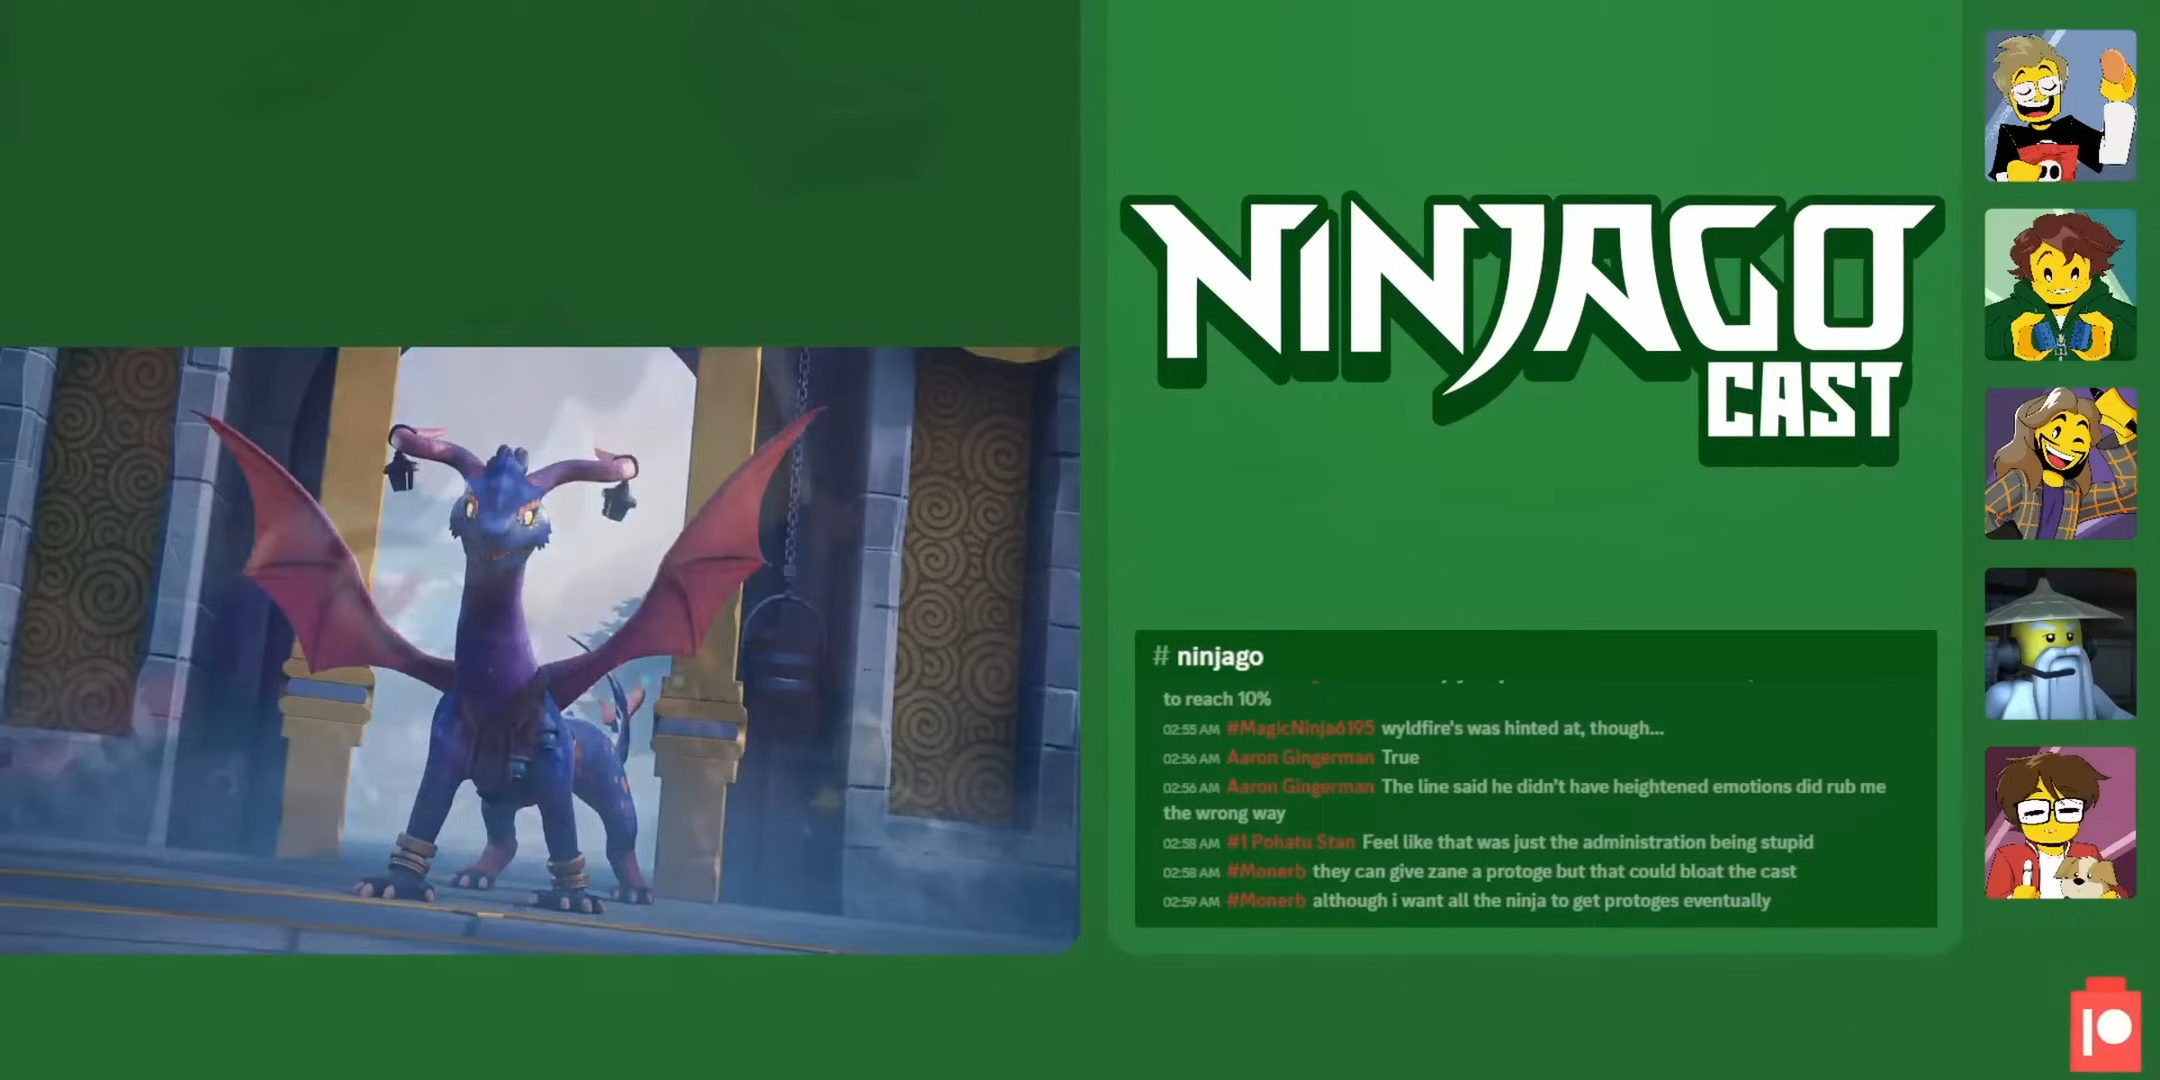 NINJAGO
CAST
# ninjago
to reach 10%
02:55 AM #MagicNinja6195 wyldfire's was hinted at, though...
02:56 AM Aaron Gingerman True
02:56 AM Aaron Gingerman The line said he didn't have heightened emotions did rub me
the wrong way
02:58 AM #1 Pohatu Stan Feel like that was just the administration being stupid
02:58 AM #Monerb they can give zane a protoge but that could bloat the cast
02:59 AM #Monerb although i want all the ninja to get protoges eventually